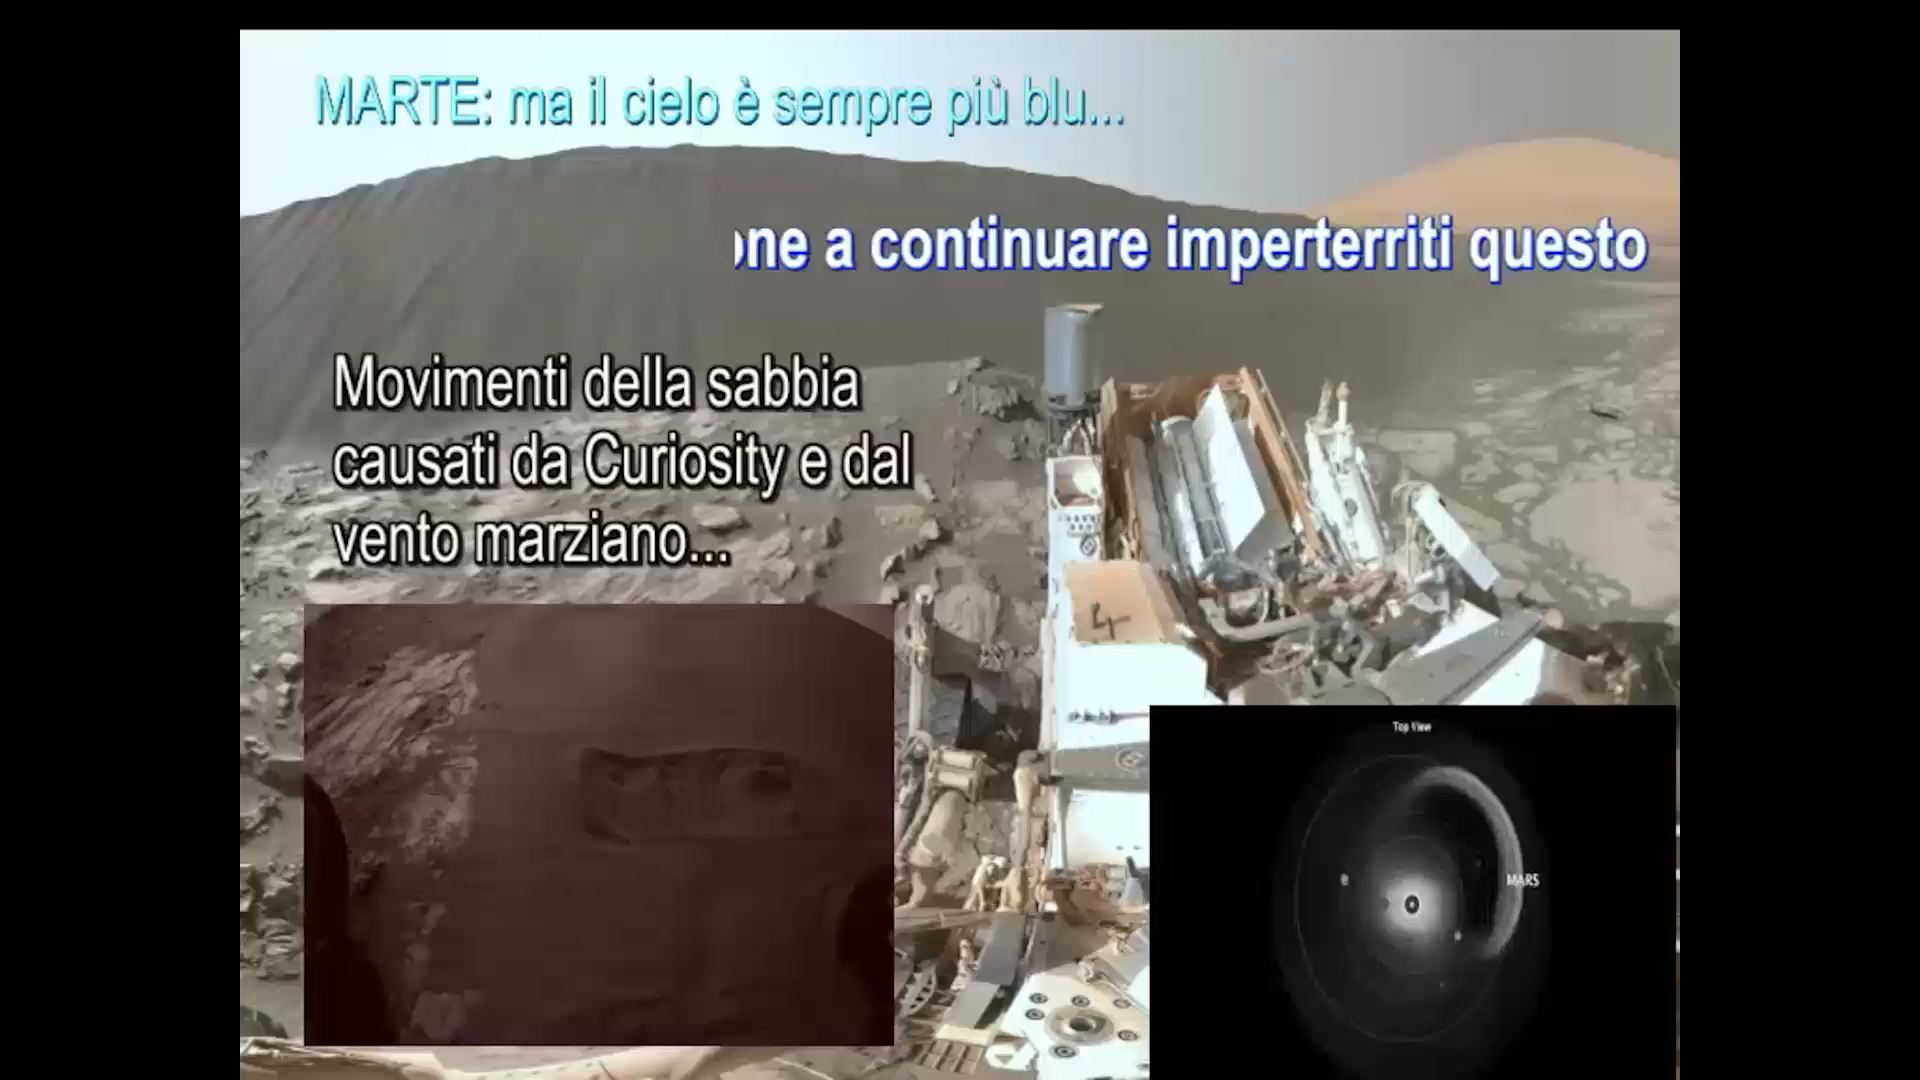 MARTE: ma il cielo è sempre più blu...
ne a continuare imperterriti questo
Movimenti della sabbia
causati da Curiosity e dal
vento marziano...
4
Top View
MARS